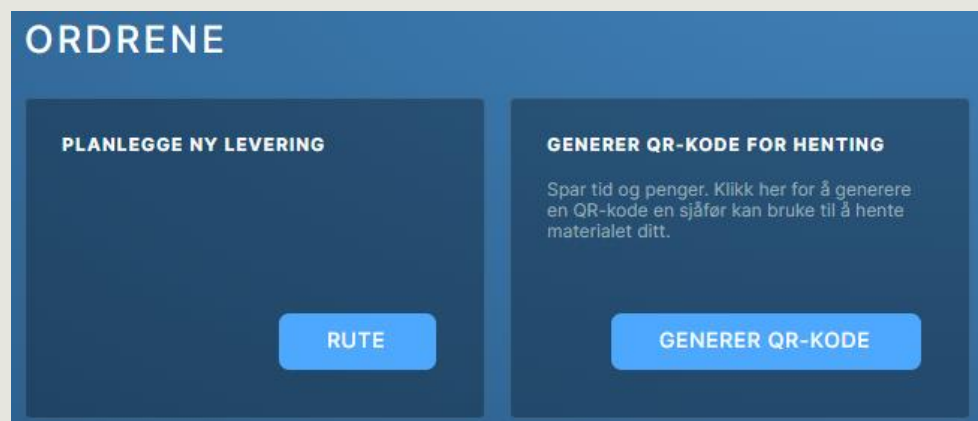 ORDRENE
PLANLEGGE NY LEVERING
RUTE
GENERER QR-KODE FOR HENTING
Spar tid og penger. Klikk her for å generere
en QR-kode en sjåfør kan bruke til å hente
materialet ditt.
GENERER QR-KODE